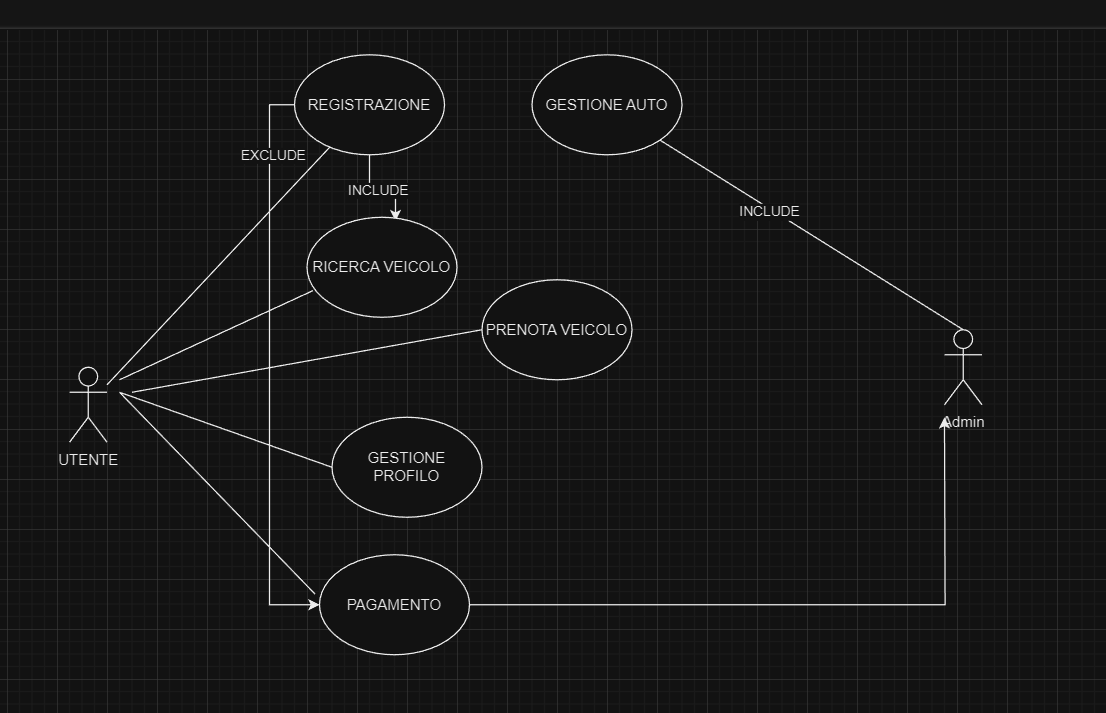 REGISTRAZIONE
GESTIONE AUTO
EXCLUDE
INCLUDE
INCLUDE
RICERCA VEICOLO
PRENOTA VEICOLO
UTENTE
Admin
GESTIONE
PROFILO
PAGAMENTO